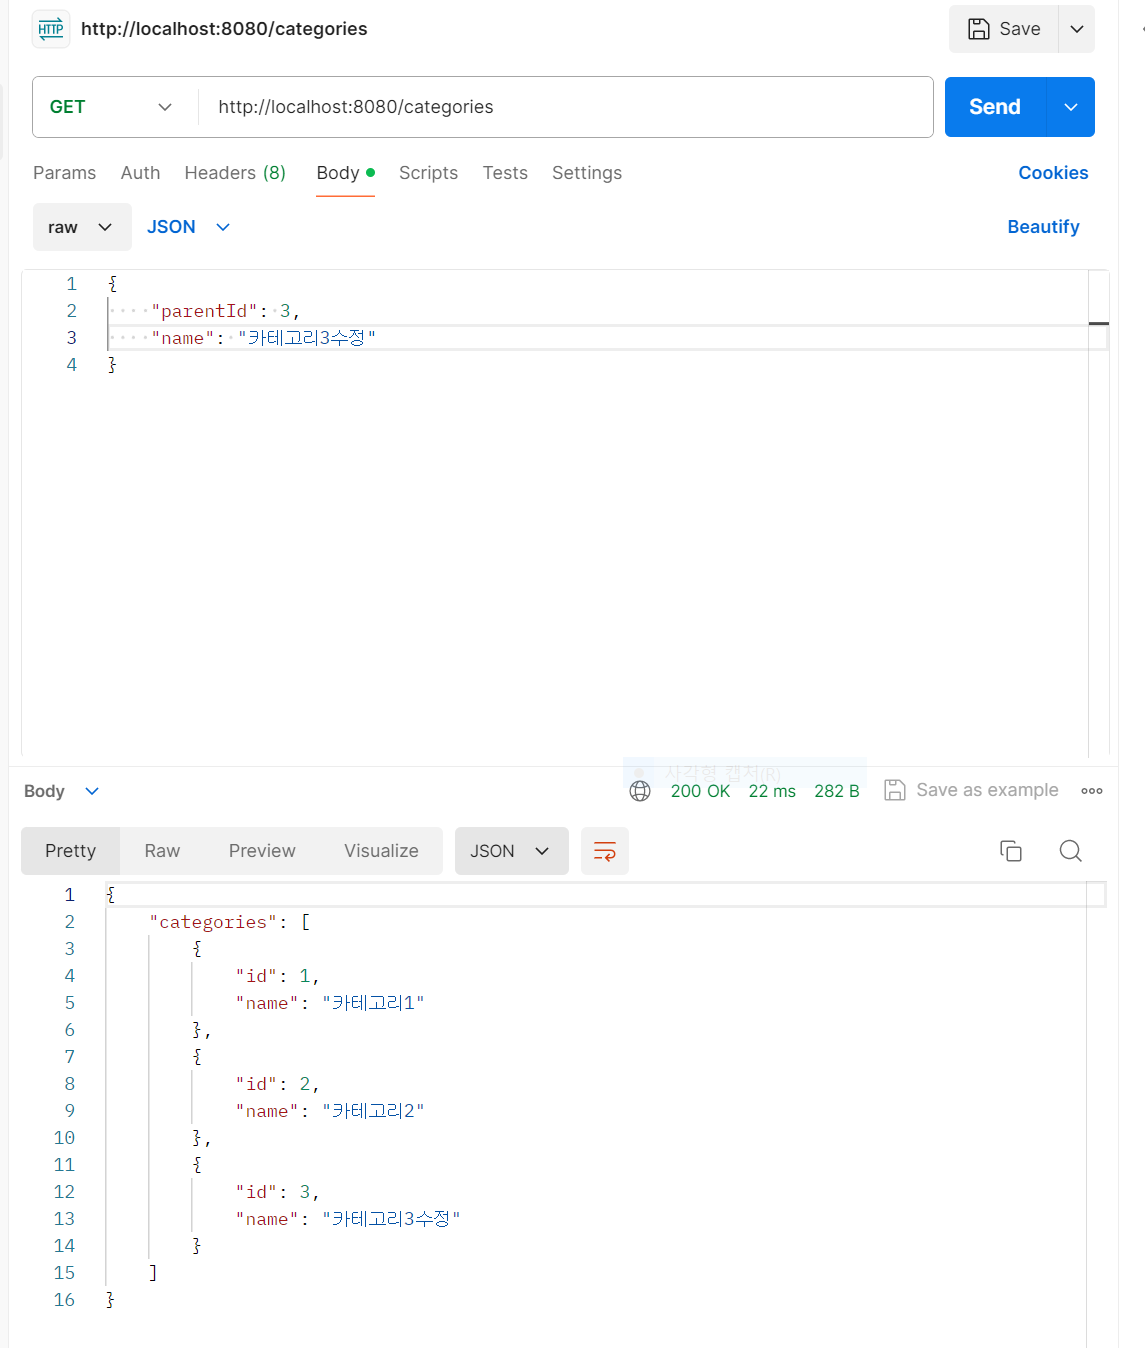 HTTP http://localhost:8080/categories Save
GET http://localhost:8080/categories Send
Params Auth Headers (8) Body Scripts Tests Settings Cookies
raw JSON Beautify
1 {
2 ····"parentId":·3,
3 ····"name":·"카테고리3수정"
4 }
사각형 캡처(R)
Body 200 OK 22 ms 282 B Save as example
Pretty Raw Preview Visualize JSON
1 {
2 "categories": [
3 {
4 "id": 1,
5 "name": "카테고리1"
6 },
7 {
8 "id": 2,
9 "name": "카테고리2"
10 },
11 {
12 "id": 3,
13 "name": "카테고리3수정"
14 }
15 ]
16 }